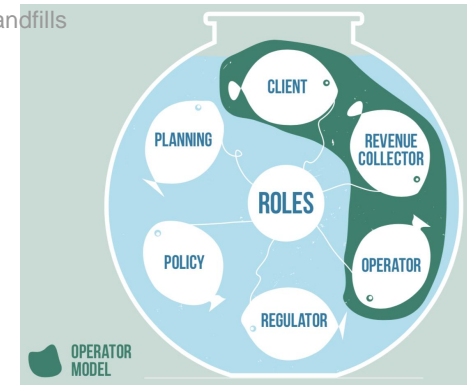 andfills
CLIENT
PLANNING
REVENUE
COLLECTOR
ROLES
POLICY
OPERATOR
REGULATOR
OPERATOR
MODEL